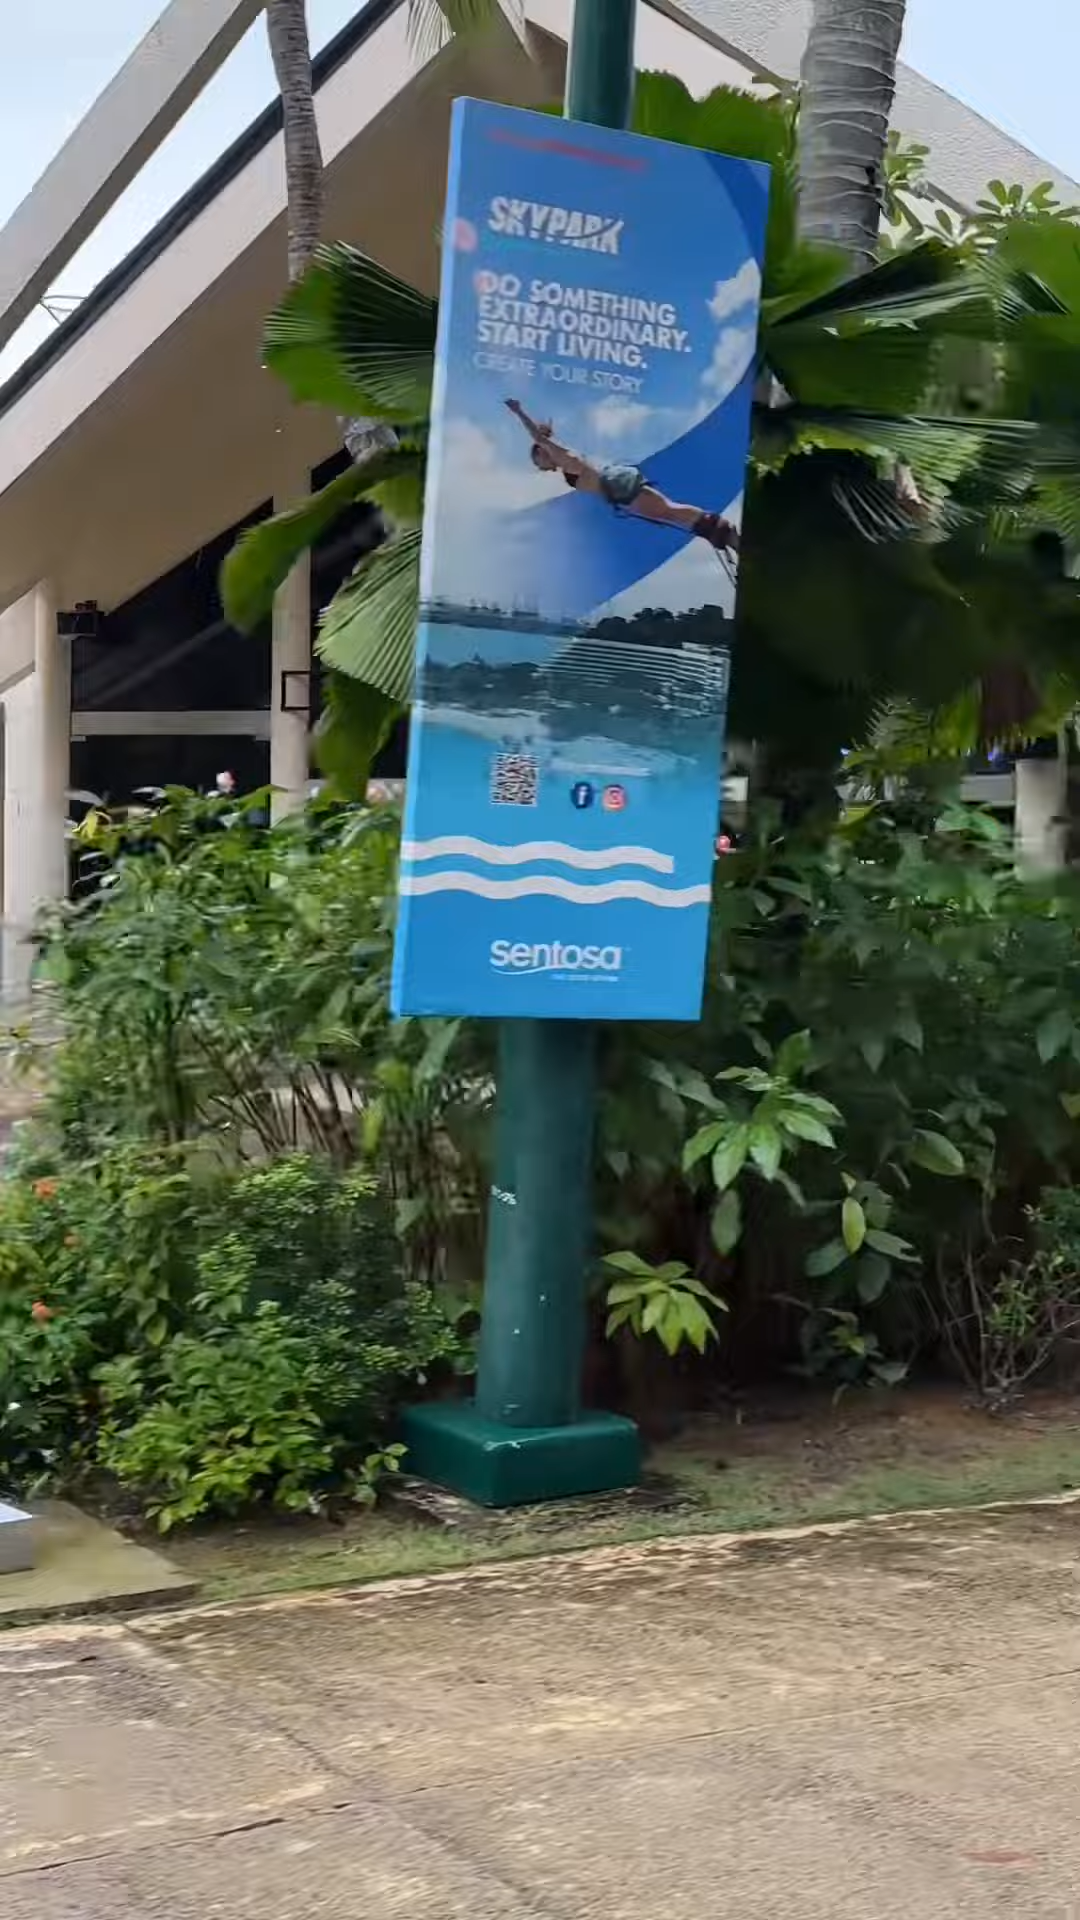 SKYPARK
DO SOMETHING
EXTRAORDINARY.
START LIVING.
CREATE YOUR STORY
f
sentosa